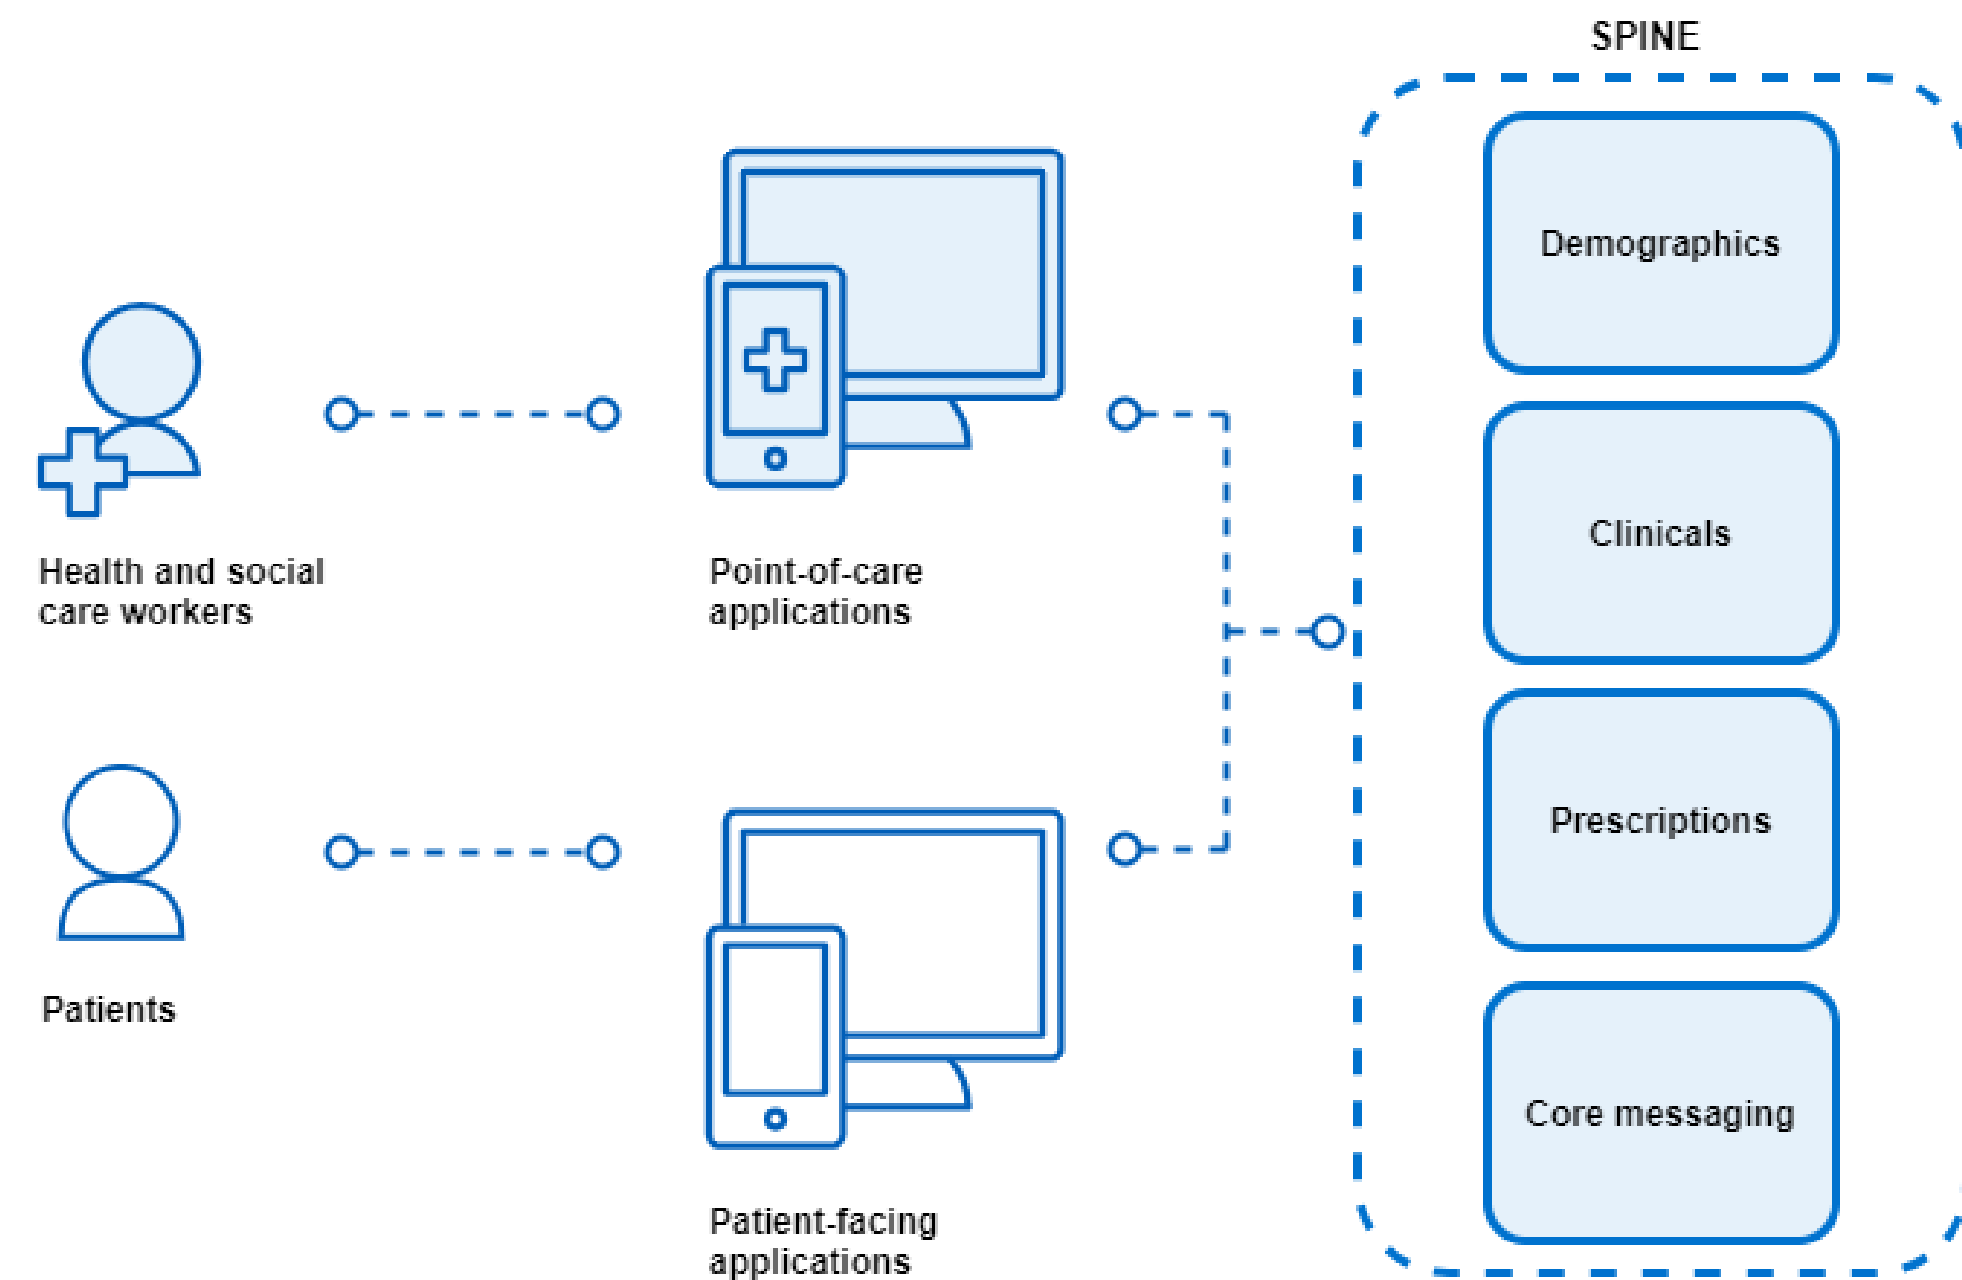 SPINE
Demographics
Health and social
care workers
Point-of-care
applications
Clinicals
Prescriptions
Patients
Patient-facing
applications
Core messaging